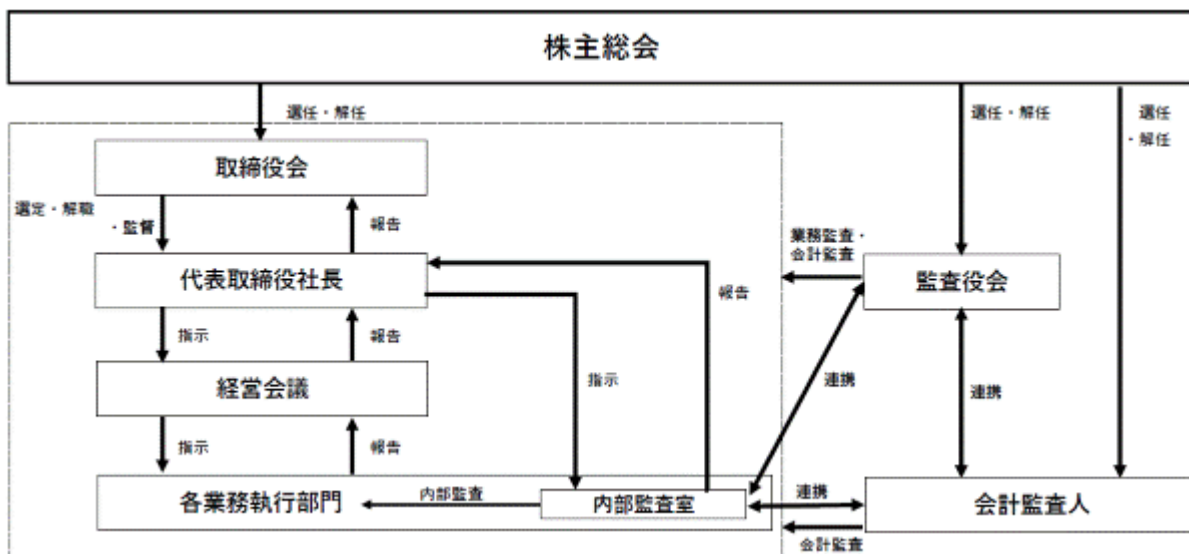 株主総会
選任・解任
選任・解任
選任
・解任
取締役会
選定・解職
・監督
報告
業務監査・
会計監査
代表取締役社長
監査役会
報告
指示
報告
経営会議
指示
連携
連携
指示
報告
各業務執行部門
内部監査
内部監査室
連携
会計監査人
会計監査